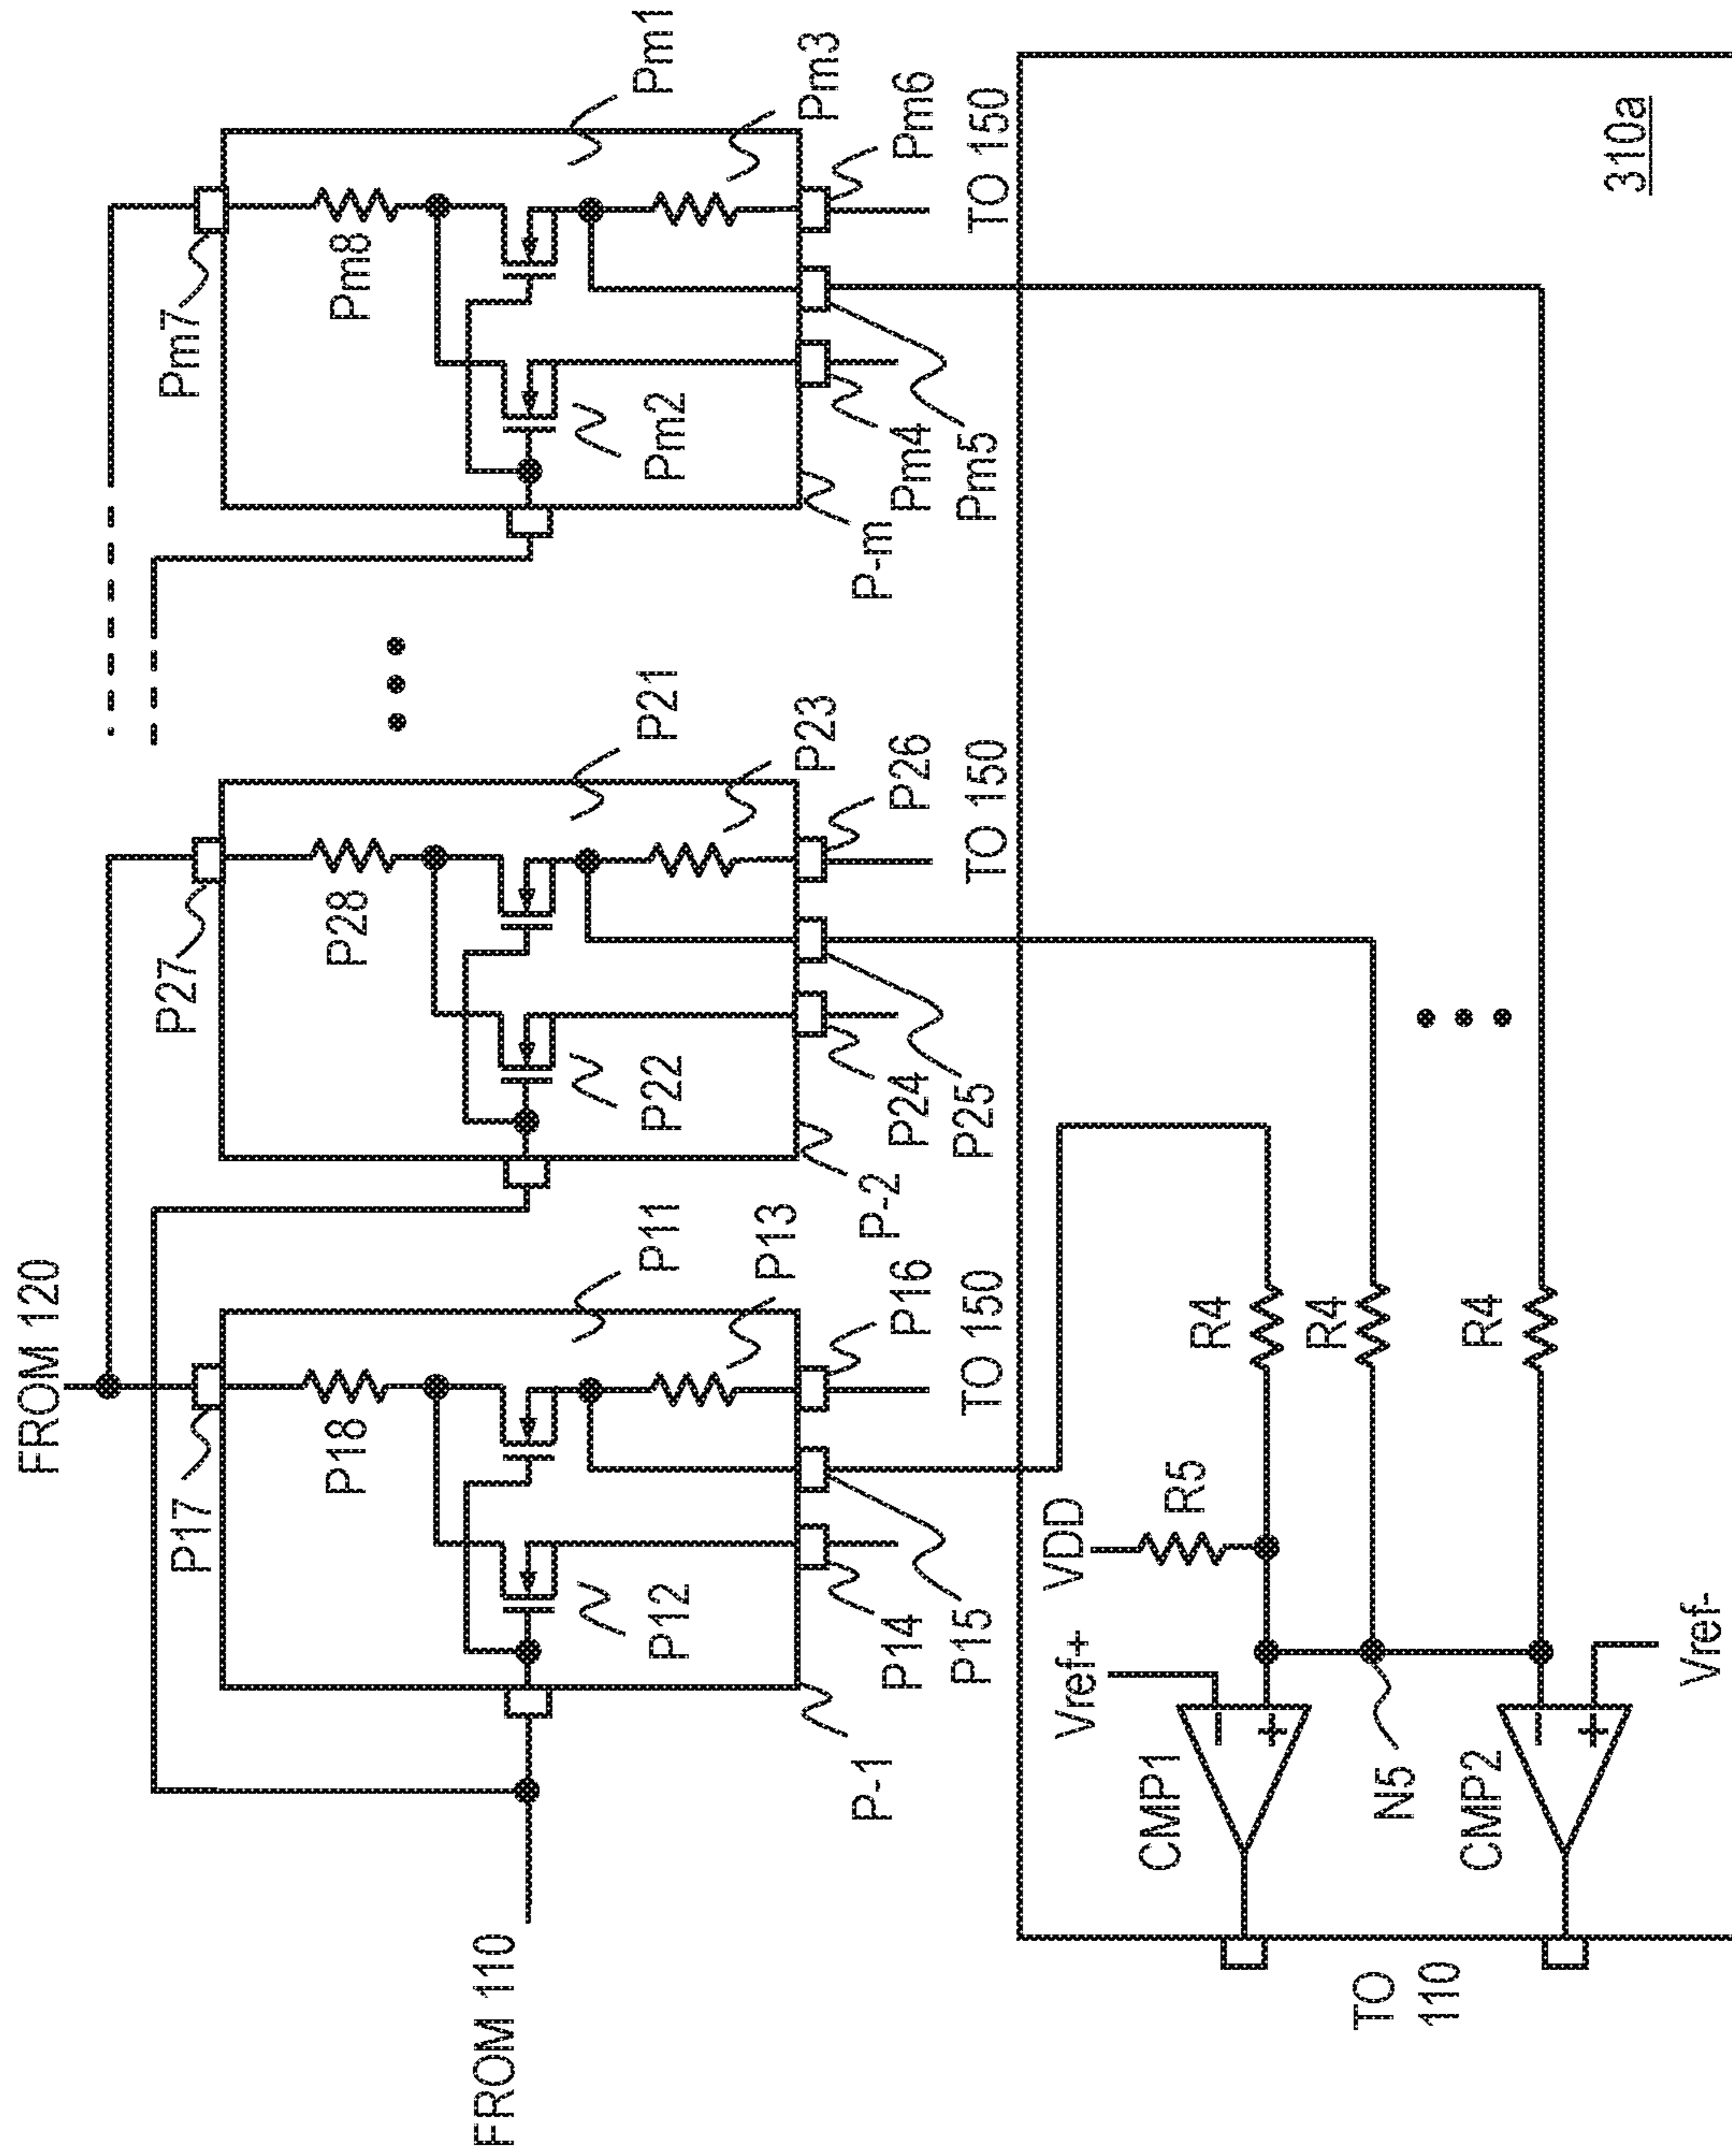 FROM 120
P17
P27
Pm7
P18
P28
Pm8
P11
P21
Pm1
P12
P22
Pm2
P13
P23
Pm3
P-1
P14
P15
P16
P-2
P24
P25
P26
P-m
Pm4
Pm5
Pm6
TO 150
TO 150
TO 150
FROM 110
VDD
R5
Vref+
R4
R4
R4
CMP1
-
+
N5
CMP2
-
+
Vref-
TO
110
310a